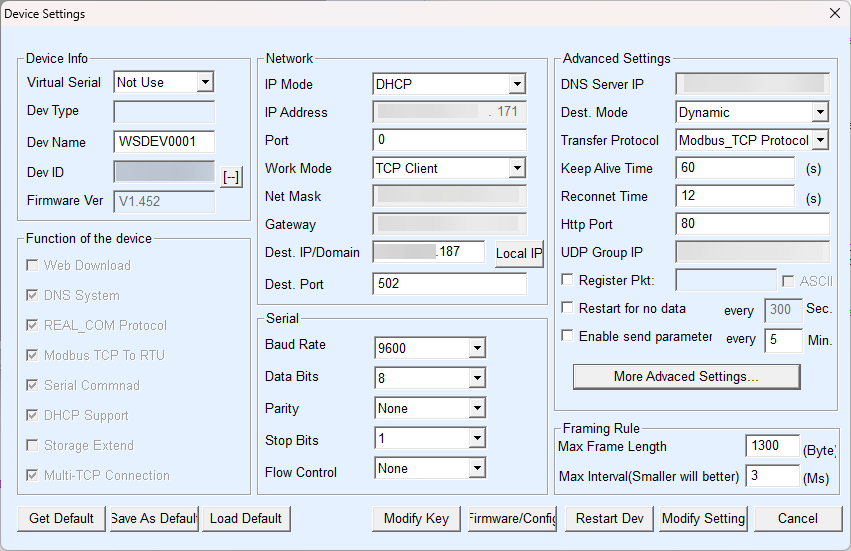 Device Settings
Device Info
Virtual Serial Not Use
Dev Type
Dev Name WSDEV0001
Dev ID [--]
Firmware Ver V1.452
Function of the device
Web Download
DNS System
REAL_COM Protocol
Modbus TCP To RTU
Serial Commnad
DHCP Support
Storage Extend
Multi-TCP Connection
Network
IP Mode DHCP
IP Address . 171
Port 0
Work Mode TCP Client
Net Mask
Gateway
Dest. IP/Domain .187 Local IP
Dest. Port 502
Serial
Baud Rate 9600
Data Bits 8
Parity None
Stop Bits 1
Flow Control None
Advanced Settings
DNS Server IP
Dest. Mode Dynamic
Transfer Protocol Modbus_TCP Protocol
Keep Alive Time 60 (s)
Reconnet Time 12 (s)
Http Port 80
UDP Group IP
Register Pkt: ASCII
Restart for no data every 300 Sec.
Enable send parameter every 5 Min.
More Advaced Settings...
Framing Rule
Max Frame Length 1300 (Byte)
Max Interval(Smaller will better) 3 (Ms)
Get Default Save As Default Load Default Modify Key Firmware/Config Restart Dev Modify Setting Cancel